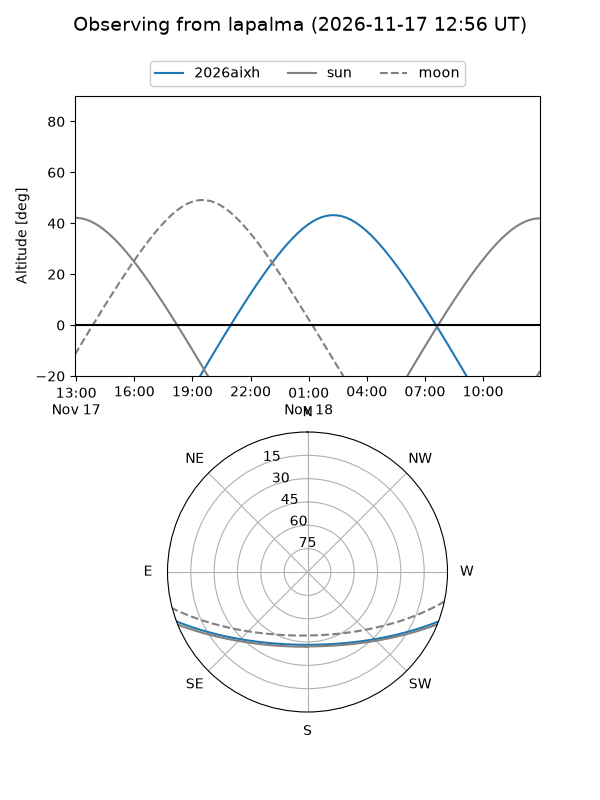 Observing from lapalma (2026-11-17 12:56 UT)
2026aixh sun moon
80
60
40
20
0
−20
Altitude [deg]
13:00 16:00 19:00 22:00 01:00 04:00 07:00 10:00
Nov 17 Nov 18
N
NE NW
15
30
45
60
75
E W
SE SW
S